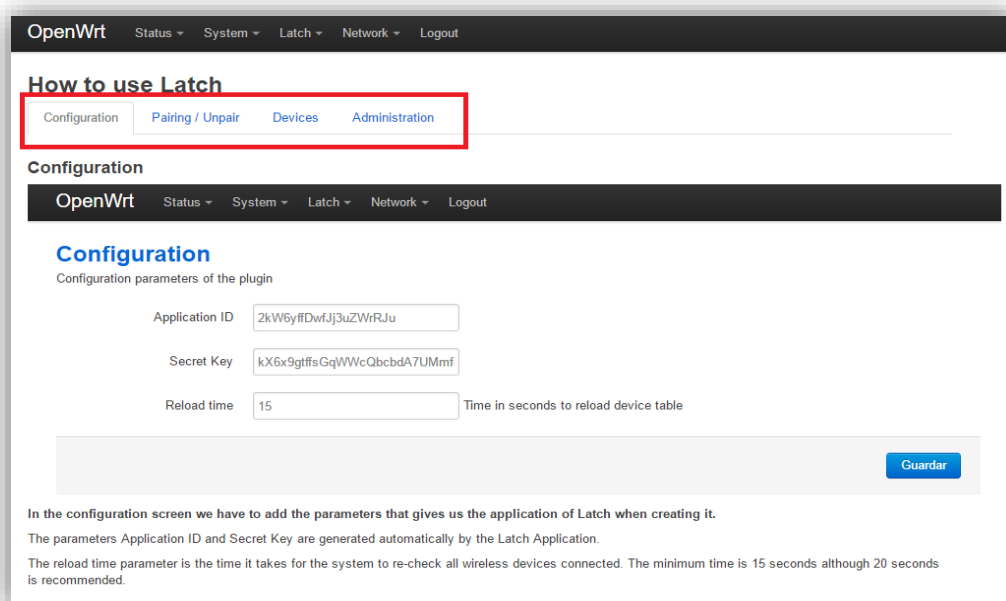 OpenWrt Status System Latch Network Logout
How to use Latch
Configuration Pairing / Unpair Devices Administration
Configuration
OpenWrt Status System Latch Network Logout
Configuration
Configuration parameters of the plugin
Application ID 2kW6yffDwfJj3uZWrRJu
Secret Key kX6x9gtffsGqWWcQbcbdA7UMmf
Reload time 15 Time in seconds to reload device table
Guardar
In the configuration screen we have to add the parameters that gives us the application of Latch when creating it.
The parameters Application ID and Secret Key are generated automatically by the Latch Application.
The reload time parameter is the time it takes for the system to re-check all wireless devices connected. The minimum time is 15 seconds although 20 seconds
is recommended.